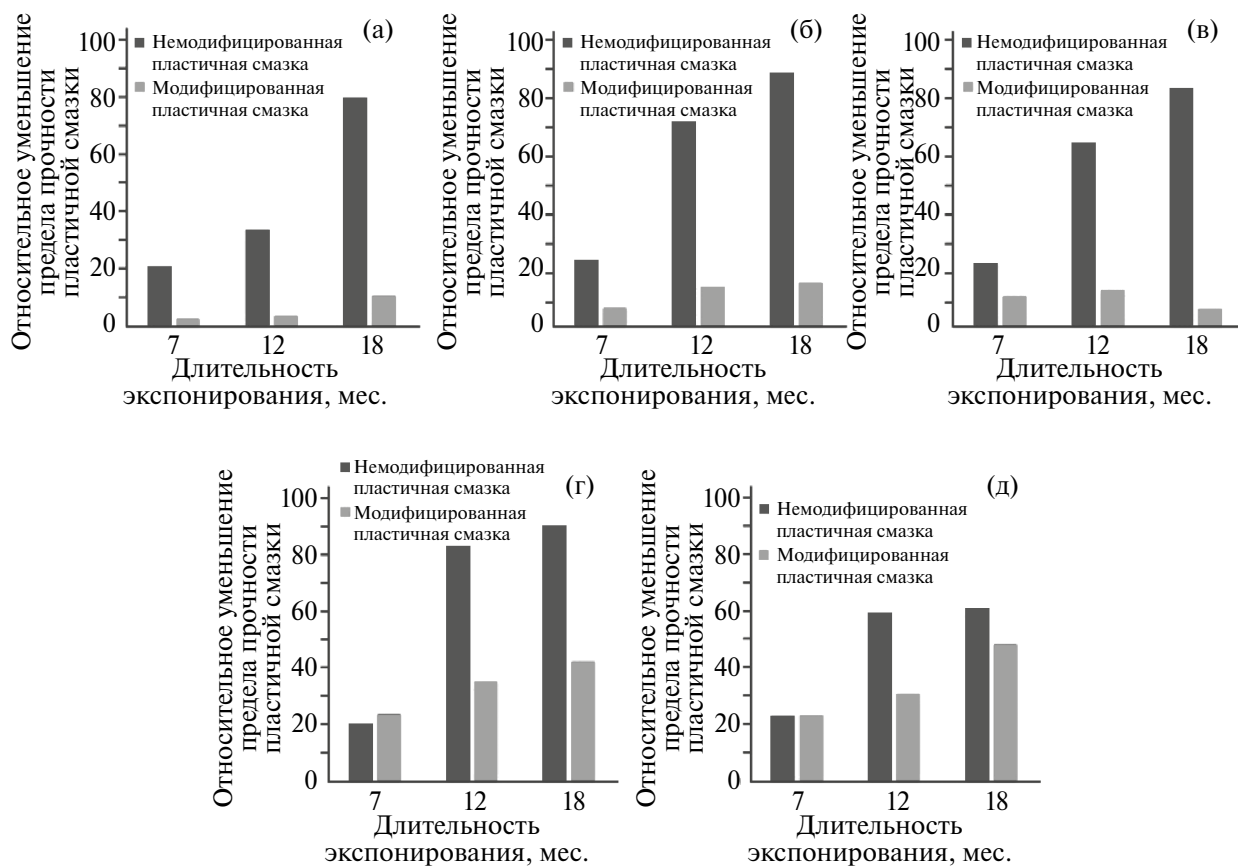 (а)
Немодифицированная
пластичная смазка
Модифицированная
пластичная смазка
Относительное уменьшение
предела прочности
пластичной смазки
100
80
60
40
20
0
7 12 18
Длительность
экспонирования, мес.
(б)
Немодифицированная
пластичная смазка
Модифицированная
пластичная смазка
Относительное уменьшение
предела прочности
пластичной смазки
100
80
60
40
20
0
7 12 18
Длительность
экспонирования, мес.
(в)
Немодифицированная
пластичная смазка
Модифицированная
пластичная смазка
Относительное уменьшение
предела прочности
пластичной смазки
100
80
60
40
20
0
7 12 18
Длительность
экспонирования, мес.
(г)
Немодифицированная
пластичная смазка
Модифицированная
пластичная смазка
Относительное уменьшение
предела прочности
пластичной смазки
100
80
60
40
20
0
7 12 18
Длительность
экспонирования, мес.
(д)
Немодифицированная
пластичная смазка
Модифицированная
пластичная смазка
Относительное уменьшение
предела прочности
пластичной смазки
100
80
60
40
20
0
7 12 18
Длительность
экспонирования, мес.